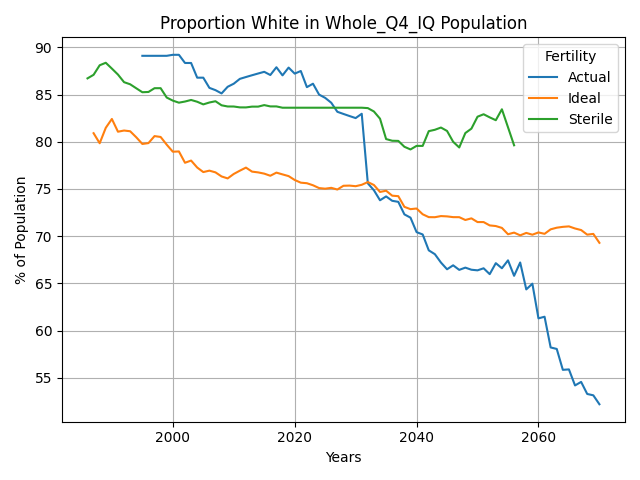 Proportion White in Whole_Q4_IQ Population
% of Population
90
85
80
75
70
65
60
55
Fertility
Actual
Ideal
Sterile
2000
2020
2040
2060
Years